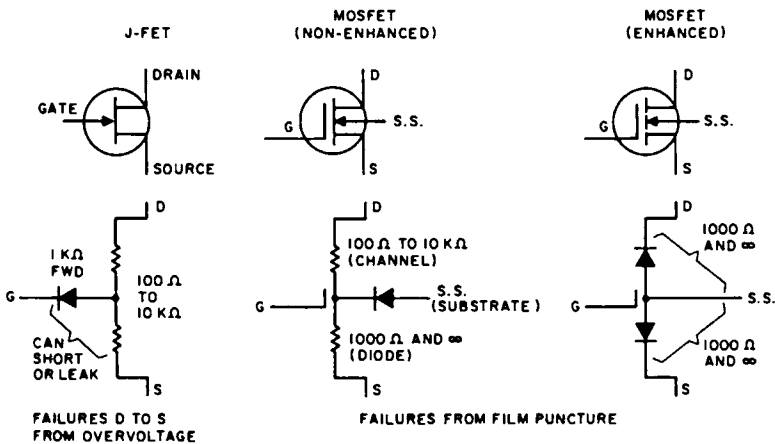 J-FET
MOSFET
(NON-ENHANCED)
MOSFET
(ENHANCED)
DRAIN
GATE
SOURCE
D
G
S.S.
S
D
G
S.S.
S
D
1 KΩ
FWD
G
100 Ω
TO
10 KΩ
CAN
SHORT
OR LEAK
S
D
100 Ω TO 10 KΩ
(CHANNEL)
G
S.S.
(SUBSTRATE)
1000 Ω AND ∞
(DIODE)
S
D
1000 Ω
AND ∞
G
S.S.
1000 Ω
AND ∞
S
FAILURES D TO S
FROM OVERVOLTAGE
FAILURES FROM FILM PUNCTURE